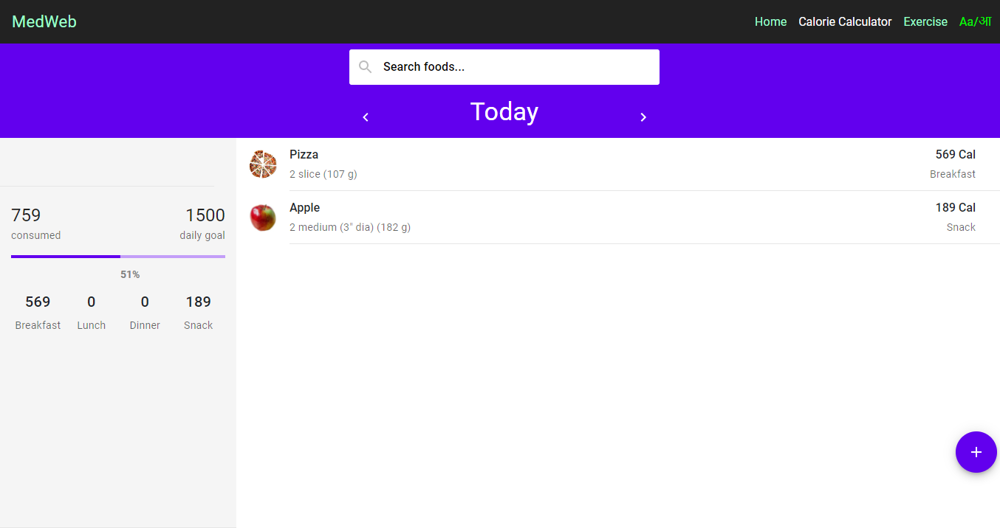 MedWeb
Home Calorie Calculator Exercise Aa/आ
Search foods...
Today
759 1500
consumed daily goal
51%
569 0 0 189
Breakfast Lunch Dinner Snack
Pizza 569 Cal
2 slice (107 g) Breakfast
Apple 189 Cal
2 medium (3" dia) (182 g) Snack
+